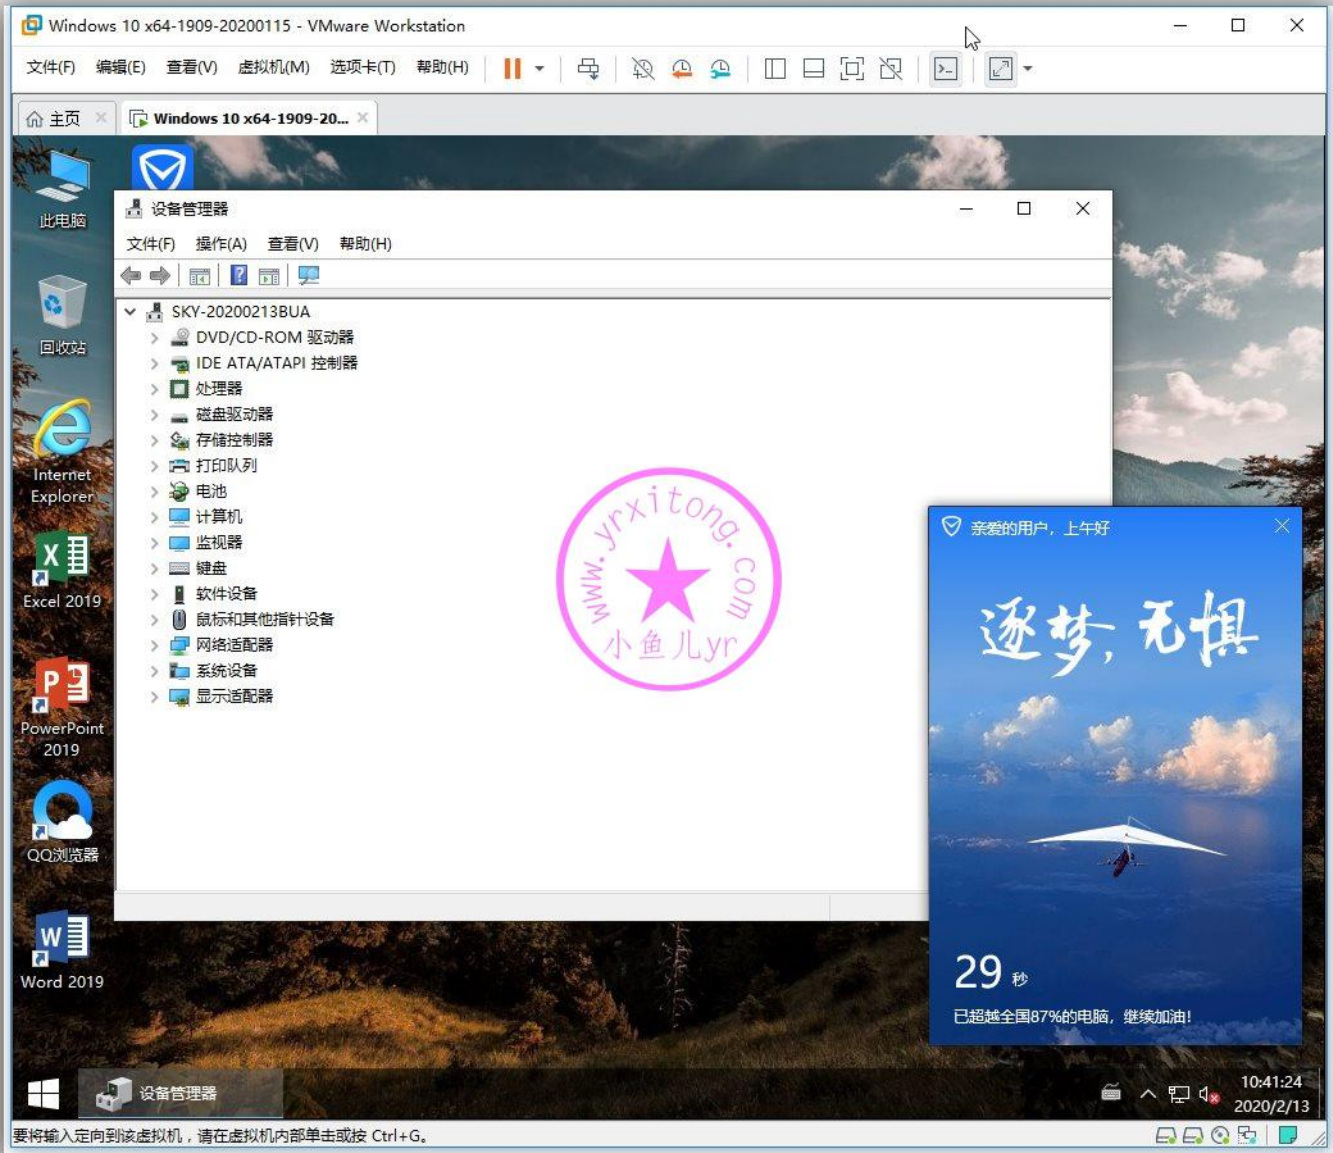 Windows 10 x64-1909-20200115 - VMware Workstation
文件(F) 编辑(E) 查看(V) 虚拟机(M) 选项卡(T) 帮助(H)
主页 Windows 10 x64-1909-20...
此电脑
回收站
Internet
Explorer
Excel 2019
PowerPoint
2019
QQ浏览器
Word 2019
设备管理器
文件(F) 操作(A) 查看(V) 帮助(H)
SKY-20200213BUA
DVD/CD-ROM 驱动器
IDE ATA/ATAPI 控制器
处理器
磁盘驱动器
存储控制器
打印队列
电池
计算机
监视器
键盘
软件设备
鼠标和其他指针设备
网络适配器
系统设备
显示适配器
www.yrxitong.com
小鱼儿yr
亲爱的用户，上午好
逐梦,无惧
29 秒
已超越全国87%的电脑，继续加油!
设备管理器
10:41:24
2020/2/13
要将输入定向到该虚拟机，请在虚拟机内部单击或按 Ctrl+G。